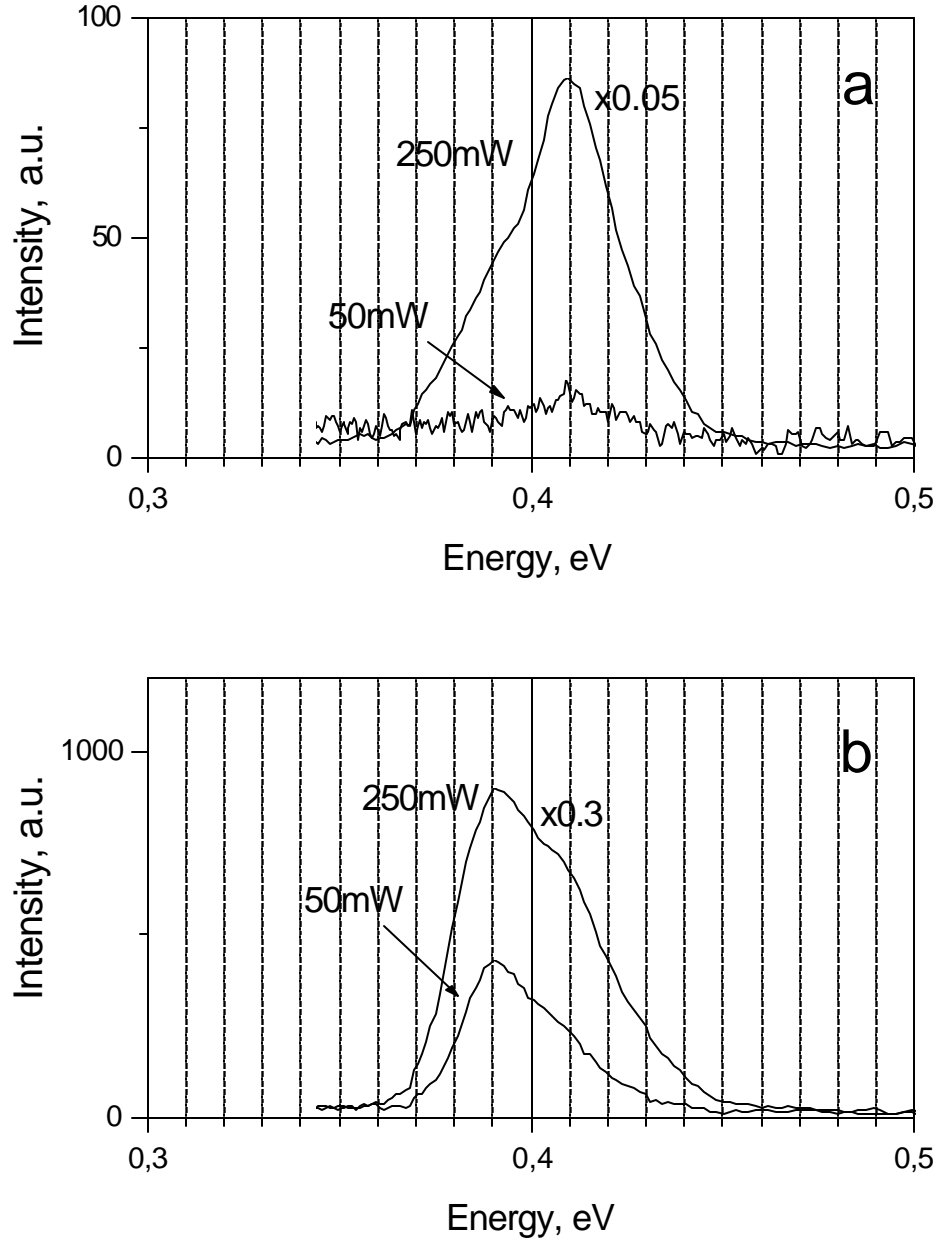 100
a
x0.05
250mW
50
50mW
0
0,3
0,4
0,5
Intensity, a.u.
Energy, eV
b
1000
250mW
x0.3
50mW
0
0,3
0,4
0,5
Intensity, a.u.
Energy, eV